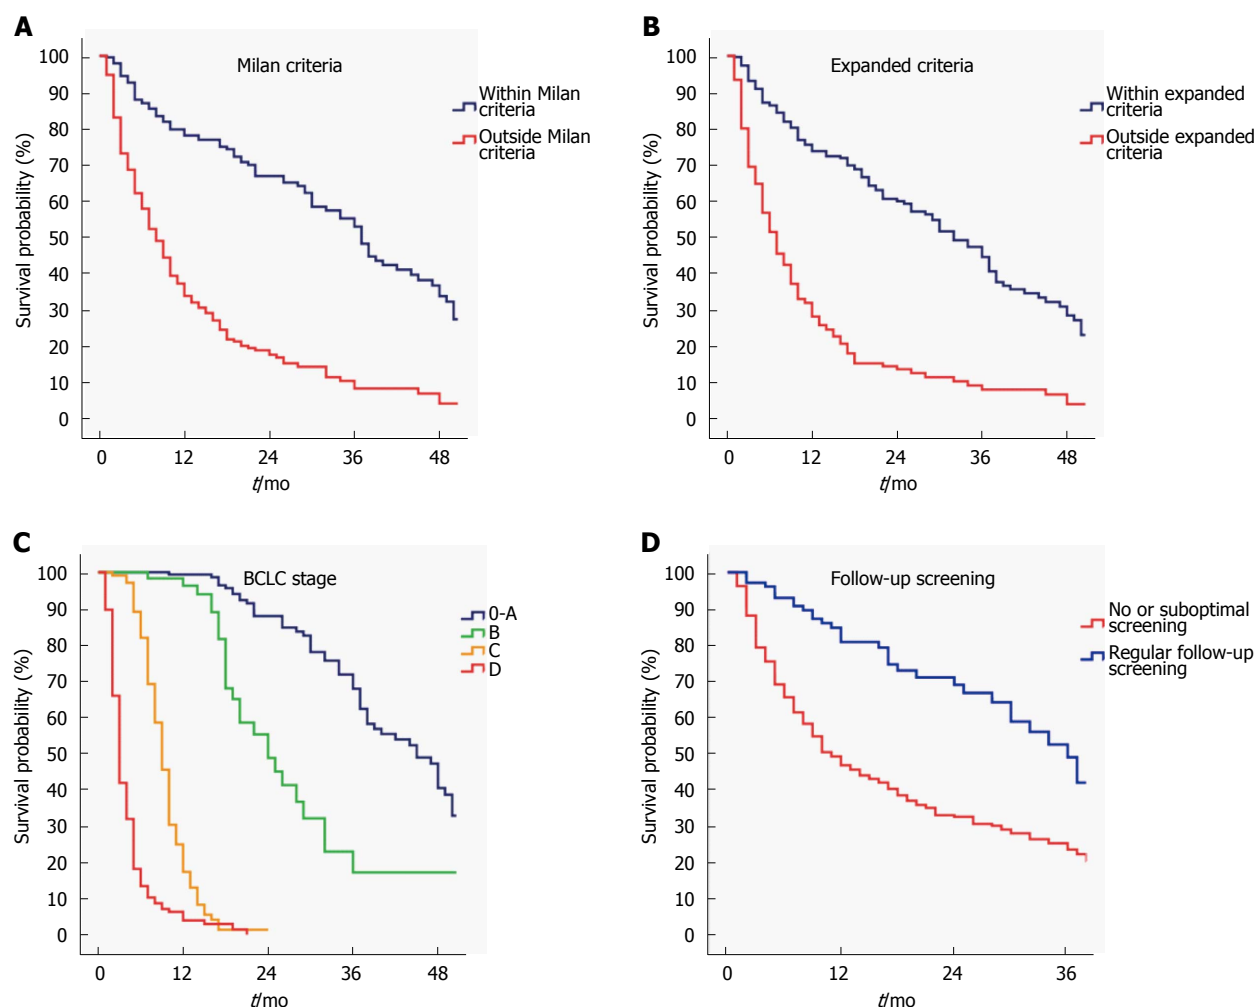 A
Milan criteria
Survival probability (%)
100
90
80
70
60
50
40
30
20
10
0
0 12 24 36 48
t/mo
Within Milan
criteria
Outside Milan
criteria
B
Expanded criteria
Survival probability (%)
100
90
80
70
60
50
40
30
20
10
0
0 12 24 36 48
t/mo
Within expanded
criteria
Outside expanded
criteria
C
BCLC stage
Survival probability (%)
100
90
80
70
60
50
40
30
20
10
0
0 12 24 36 48
t/mo
0-A
B
C
D
D
Follow-up screening
Survival probability (%)
100
90
80
70
60
50
40
30
20
10
0
0 12 24 36
t/mo
No or suboptimal
screening
Regular follow-up
screening